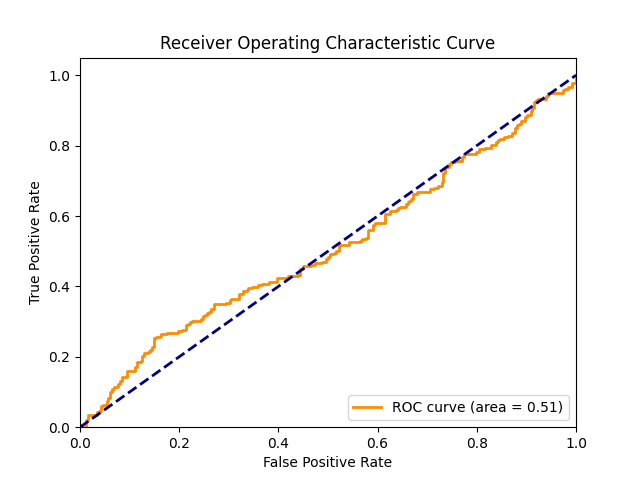 Receiver Operating Characteristic Curve
1.0
0.8
0.6
0.4
0.2
0.0
True Positive Rate
ROC curve (area = 0.51)
0.0 0.2 0.4 0.6 0.8 1.0
False Positive Rate